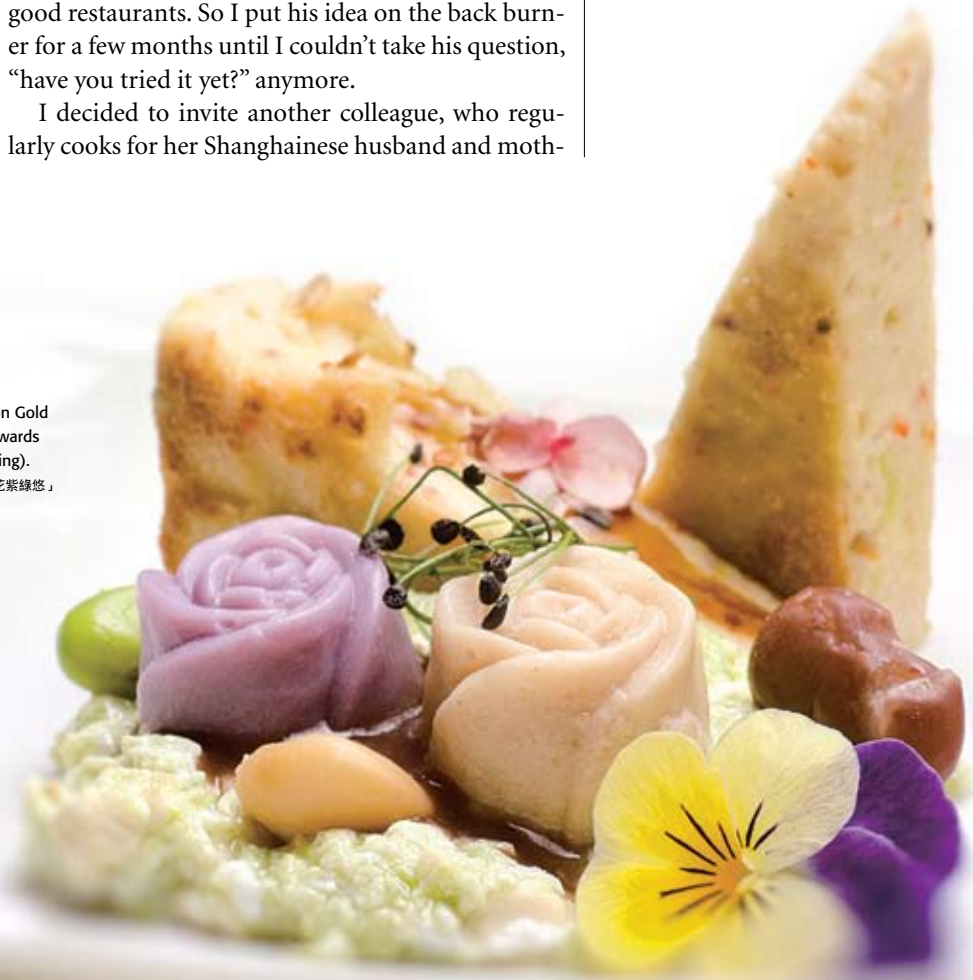 good restaurants. So I put his idea on the back burn-
er for a few months until I couldn’t take his question,
“have you tried it yet?” anymore.
I decided to invite another colleague, who regu-
larly cooks for her Shanghainese husband and moth-
n Gold
wards
ing).
紫綠悠」